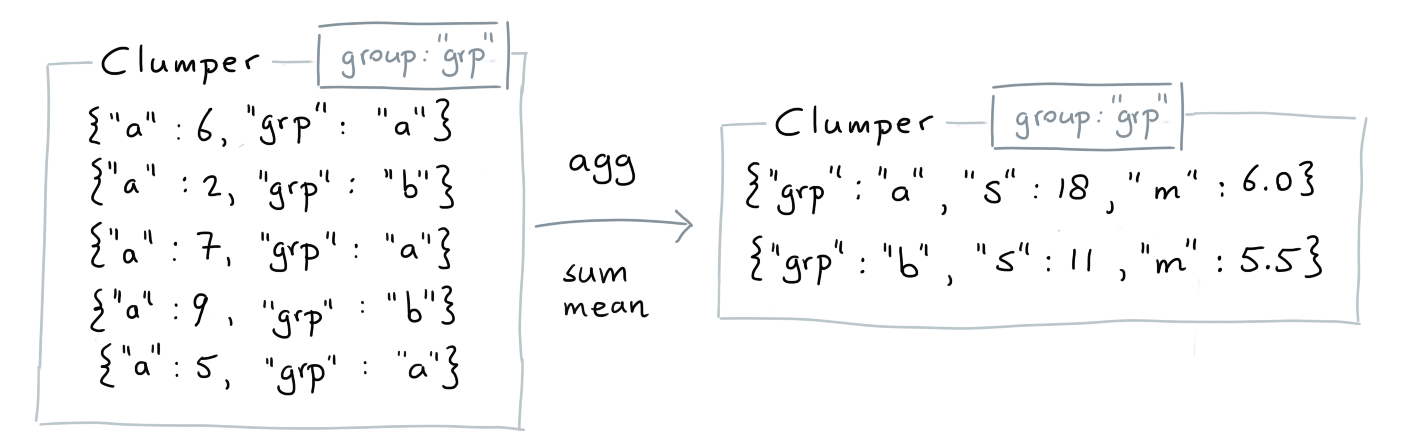 Clumper group: "grp"
{"a" : 6, "grp" : "a"}
{"a" : 2, "grp" : "b"}
{"a" : 7, "grp" : "a"}
{"a" : 9, "grp" : "b"}
{"a" : 5, "grp" : "a"}
agg
sum
mean
Clumper group: "grp"
{"grp" : "a", "s" : 18, "m" : 6.0}
{"grp" : "b", "s" : 11, "m" : 5.5}